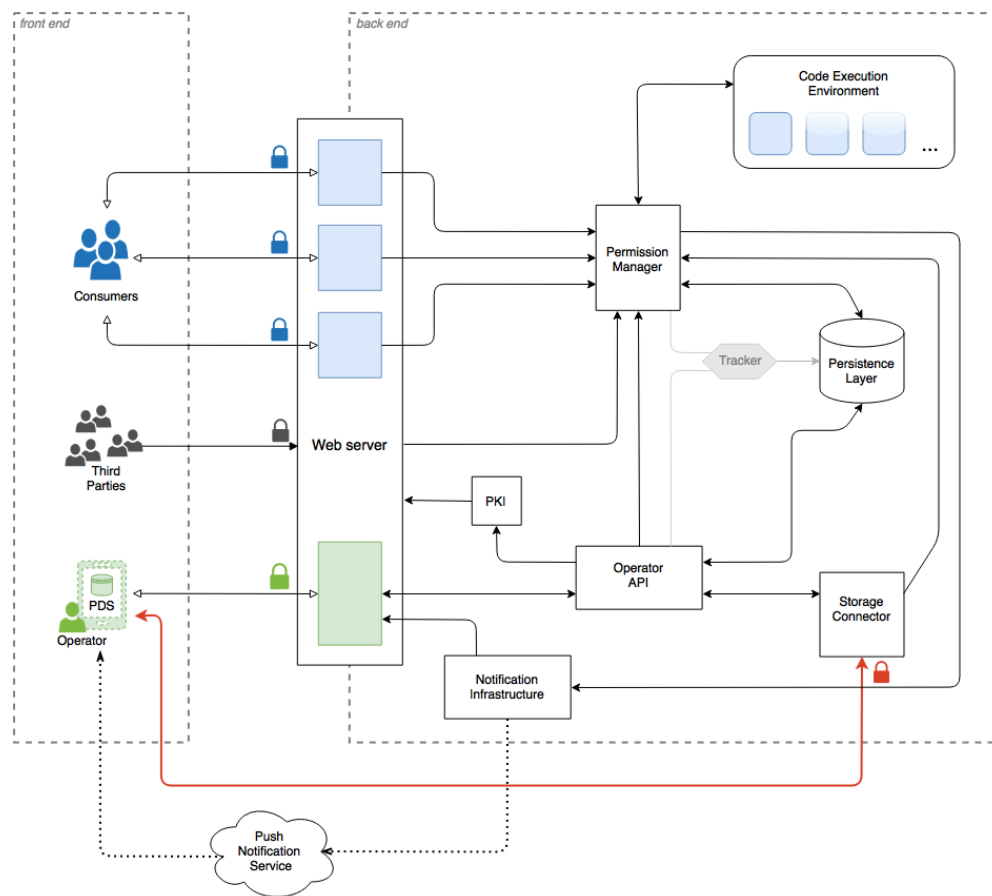 front end
back end
Code Execution
Environment
...
Permission
Manager
Consumers
Tracker
Persistence
Layer
Web server
Third
Parties
PKI
Operator
API
PDS
Operator
Storage
Connector
Notification
Infrastructure
Push
Notification
Service